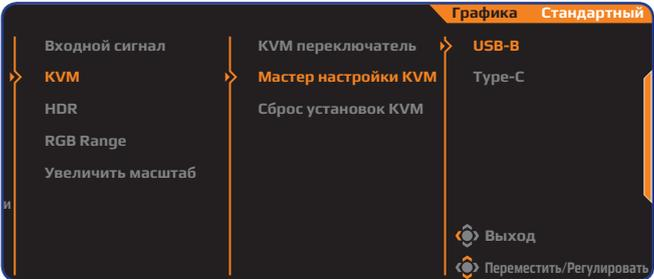 Графика Стандартный
Входной сигнал
KVM
HDR
RGB Range
Увеличить масштаб
и
KVM переключатель
Мастер настройки KVM
Сброс установок KVM
USB-B
Type-C
Выход
Переместить/Регулировать